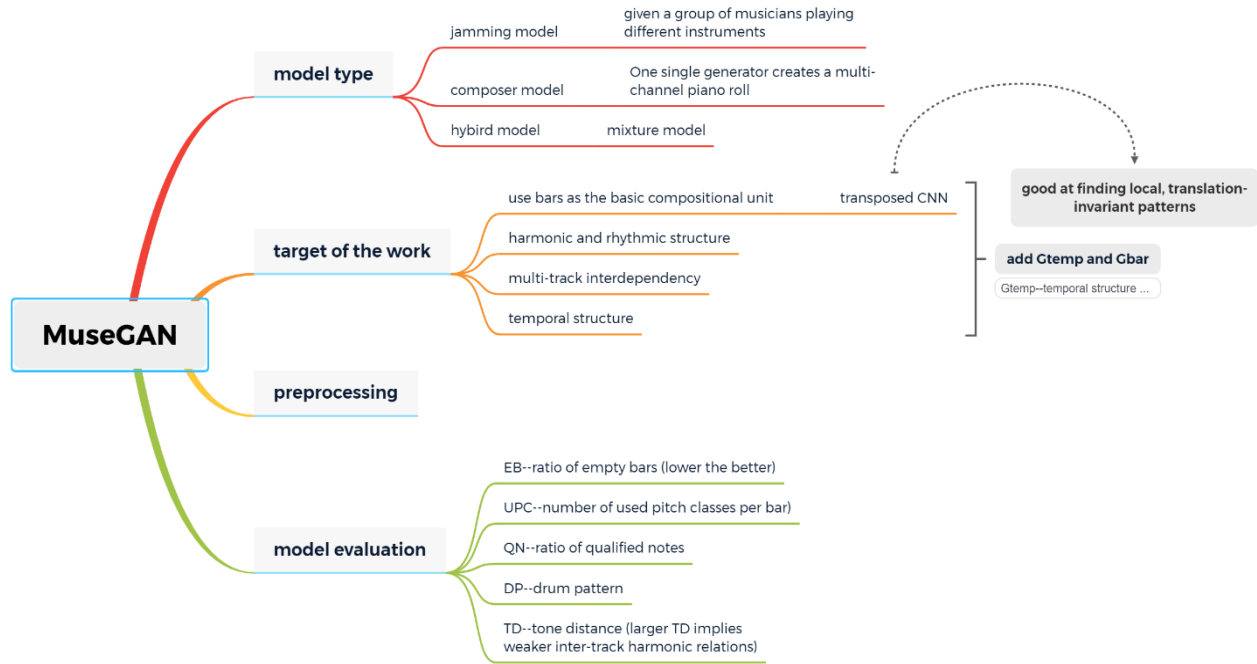 MuseGAN
model type
jamming model
given a group of musicians playing
different instruments
composer model
One single generator creates a multi-
channel piano roll
hybird model
mixture model
target of the work
use bars as the basic compositional unit
transposed CNN
harmonic and rhythmic structure
multi-track interdependency
temporal structure
good at finding local, translation-
invariant patterns
add Gtemp and Gbar
Gtemp--temporal structure ...
preprocessing
model evaluation
EB--ratio of empty bars (lower the better)
UPC--number of used pitch classes per bar)
QN--ratio of qualified notes
DP--drum pattern
TD--tone distance (larger TD implies
weaker inter-track harmonic relations)